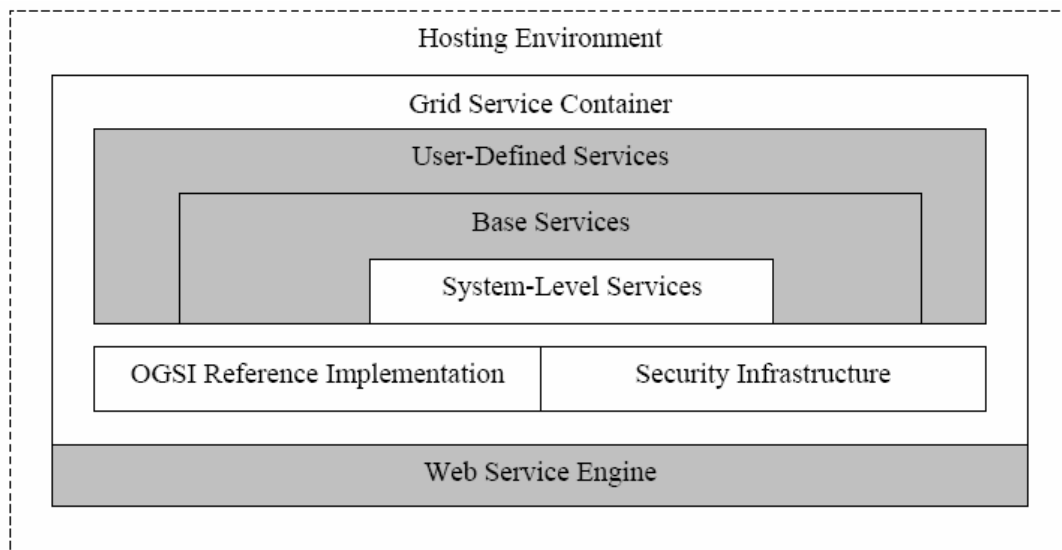 Hosting Environment
Grid Service Container
User-Defined Services
Base Services
System-Level Services
OGSI Reference Implementation
Security Infrastructure
Web Service Engine